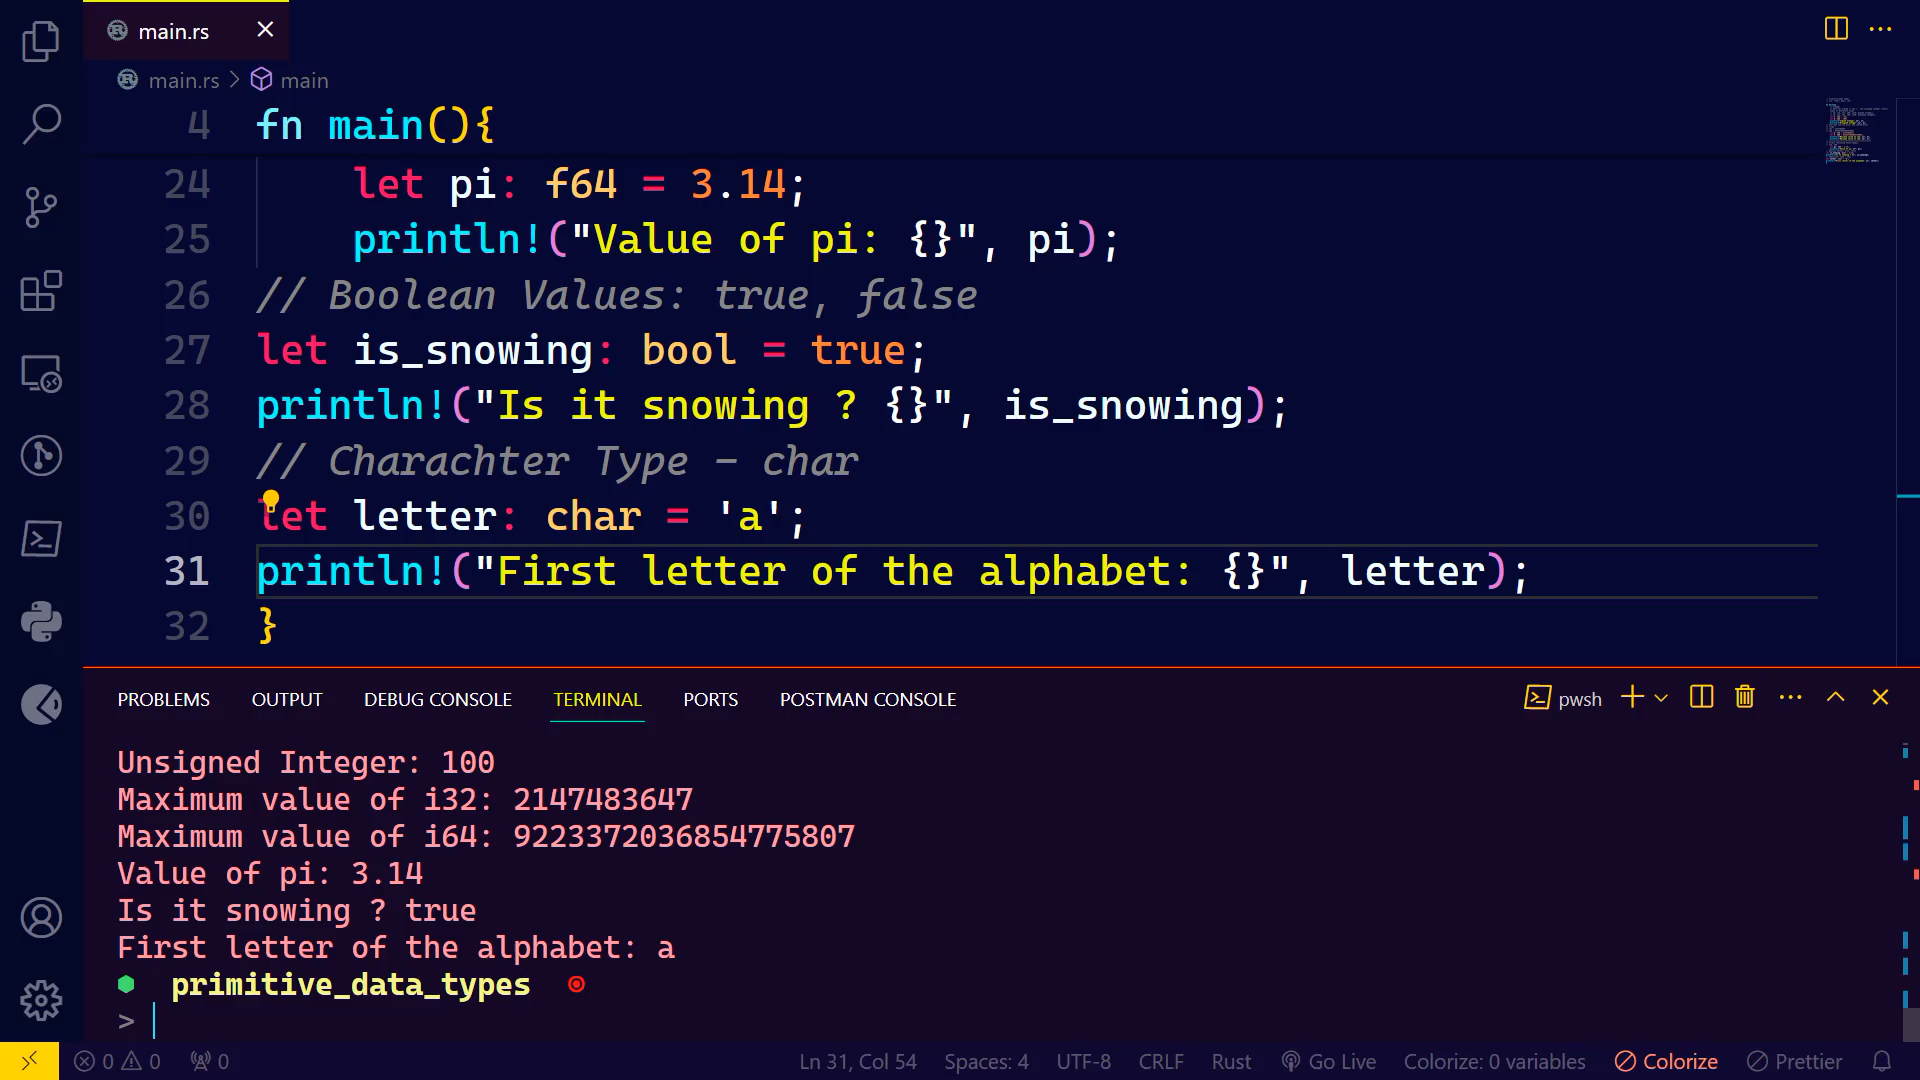 main.rs
main.rs > main
4 fn main(){
24 let pi: f64 = 3.14;
25 println!("Value of pi: {}", pi);
26 // Boolean Values: true, false
27 let is_snowing: bool = true;
28 println!("Is it snowing ? {}", is_snowing);
29 // Charachter Type - char
30 let letter: char = 'a';
31 println!("First letter of the alphabet: {}", letter);
32 }
PROBLEMS OUTPUT DEBUG CONSOLE TERMINAL PORTS POSTMAN CONSOLE pwsh
Unsigned Integer: 100
Maximum value of i32: 2147483647
Maximum value of i64: 9223372036854775807
Value of pi: 3.14
Is it snowing ? true
First letter of the alphabet: a
primitive_data_types
>
0 0 0 Ln 31, Col 54 Spaces: 4 UTF-8 CRLF Rust Go Live Colorize: 0 variables Colorize Prettier